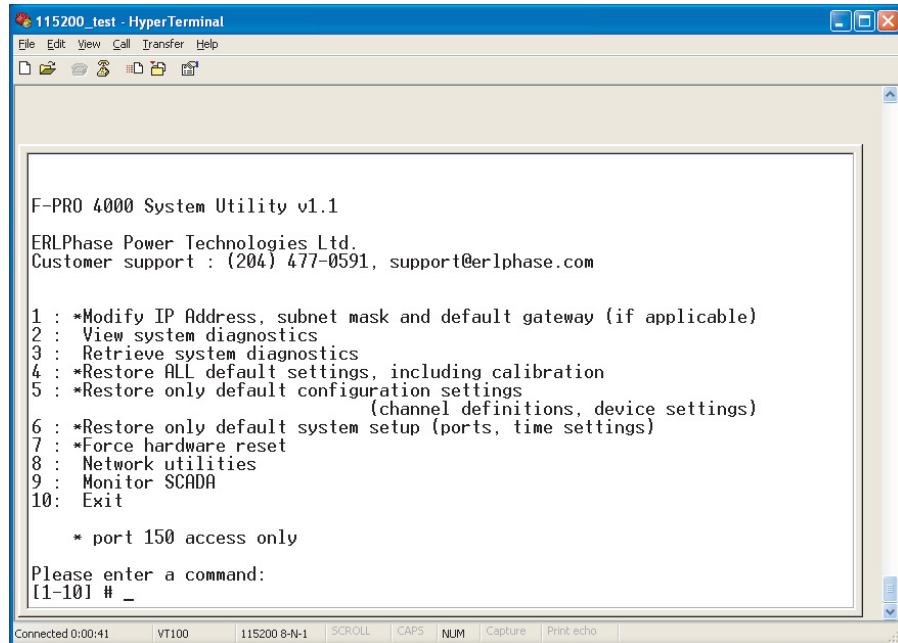 115200_test - HyperTerminal
File Edit View Call Transfer Help
F-PRO 4000 System Utility v1.1
ERLPhase Power Technologies Ltd.
Customer support : (204) 477-0591, support@erlphase.com
1 : *Modify IP Address, subnet mask and default gateway (if applicable)
2 : View system diagnostics
3 : Retrieve system diagnostics
4 : *Restore ALL default settings, including calibration
5 : *Restore only default configuration settings
(channel definitions, device settings)
6 : *Restore only default system setup (ports, time settings)
7 : *Force hardware reset
8 : Network utilities
9 : Monitor SCADA
10: Exit
* port 150 access only
Please enter a command:
[1-10] # _
Connected 0:00:41 VT100 115200 8-N-1 SCROLL CAPS NUM Capture Print echo